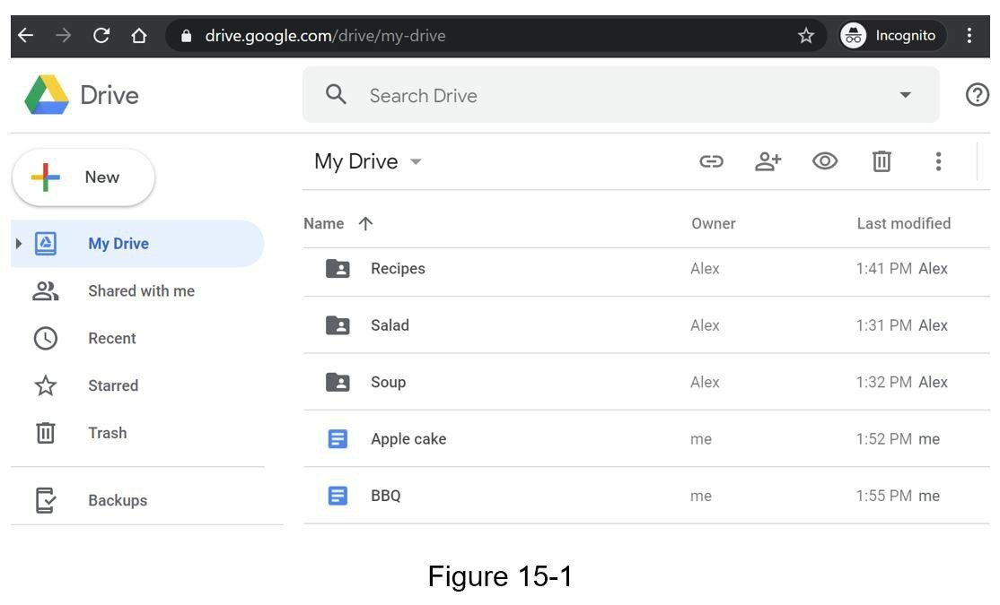 drive.google.com/drive/my-drive Incognito
Drive Search Drive
New
My Drive
Shared with me
Recent
Starred
Trash
Backups
My Drive
Name Owner Last modified
Recipes Alex 1:41 PM Alex
Salad Alex 1:31 PM Alex
Soup Alex 1:32 PM Alex
Apple cake me 1:52 PM me
BBQ me 1:55 PM me
Figure 15-1